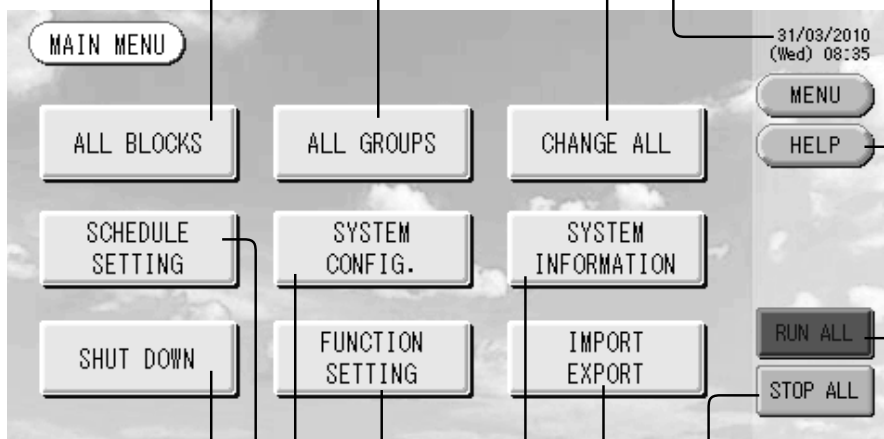 MAIN MENU
31/03/2010
(Wed) 08:35
MENU
HELP
ALL BLOCKS
ALL GROUPS
CHANGE ALL
SCHEDULE
SETTING
SYSTEM
CONFIG.
SYSTEM
INFORMATION
SHUT DOWN
FUNCTION
SETTING
IMPORT
EXPORT
RUN ALL
STOP ALL